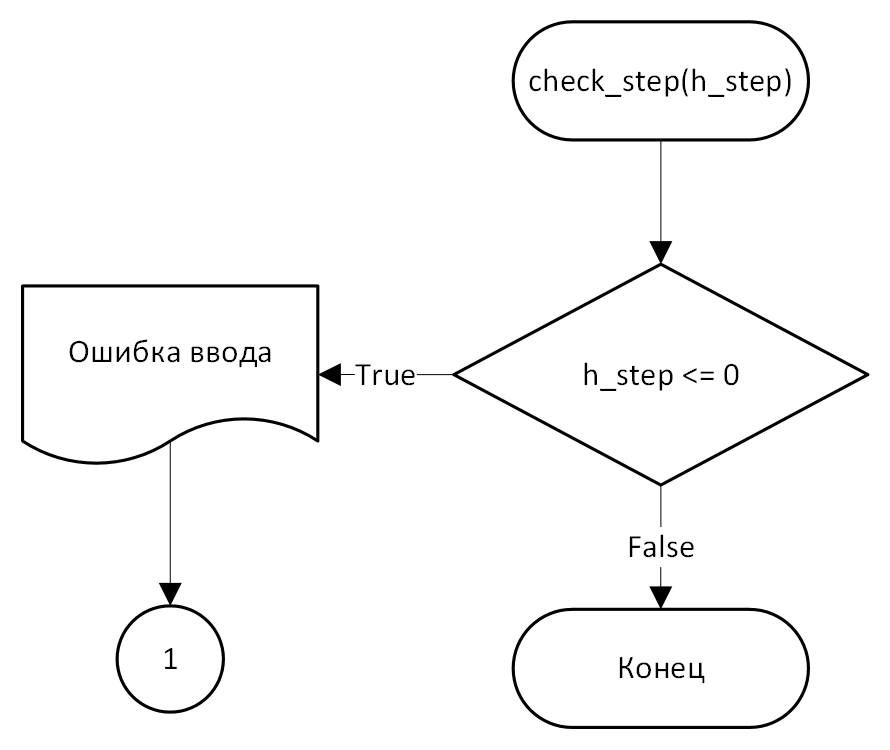 check_step(h_step)
Ошибка ввода
True
h_step <= 0
False
1
Конец